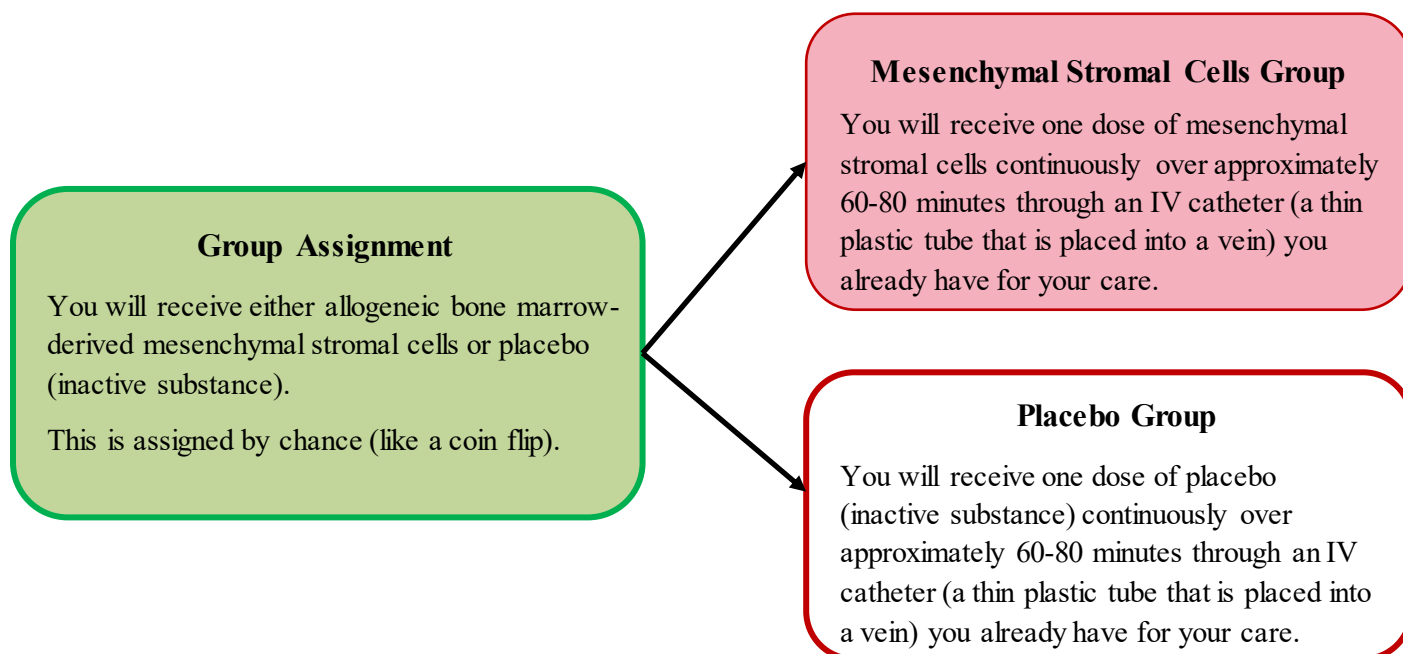 Group Assignment
You will receive either allogeneic bone marrow-
derived mesenchymal stromal cells or placebo
(inactive substance).
This is assigned by chance (like a coin flip).
Mesenchymal Stromal Cells Group
You will receive one dose of mesenchymal
stromal cells continuously over approximately
60-80 minutes through an IV catheter (a thin
plastic tube that is placed into a vein) you
already have for your care.
Placebo Group
You will receive one dose of placebo
(inactive substance) continuously over
approximately 60-80 minutes through an IV
catheter (a thin plastic tube that is placed into
a vein) you already have for your care.